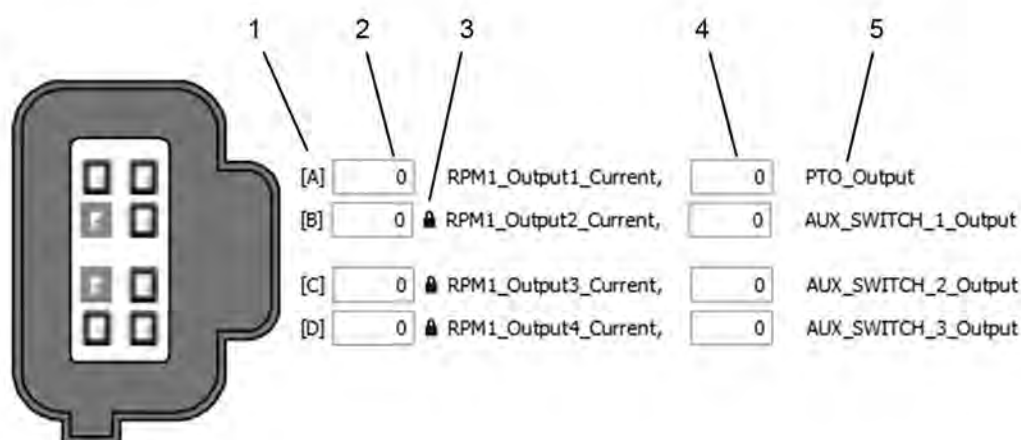 1 2 3 4 5
[A] 0 RPM1_Output1_Current, 0 PTO_Output
[B] 0 RPM1_Output2_Current, 0 AUX_SWITCH_1_Output
[C] 0 RPM1_Output3_Current, 0 AUX_SWITCH_2_Output
[D] 0 RPM1_Output4_Current, 0 AUX_SWITCH_3_Output